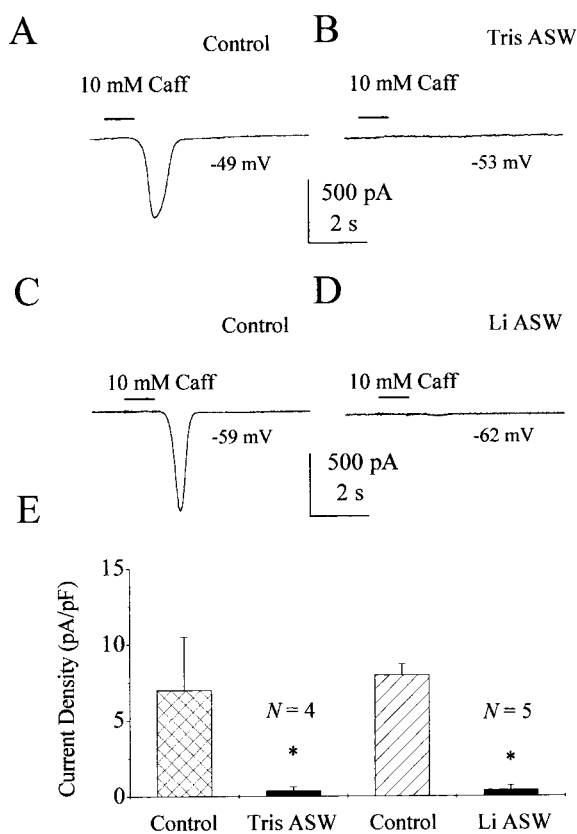 A
Control
10 mM Caff
-49 mV
B
Tris ASW
10 mM Caff
-53 mV
500 pA
2 s
C
Control
10 mM Caff
-59 mV
D
Li ASW
10 mM Caff
-62 mV
500 pA
2 s
E
Current Density (pA/pF)
15
10
5
0
N = 4
*
N = 5
*
Control
Tris ASW
Control
Li ASW